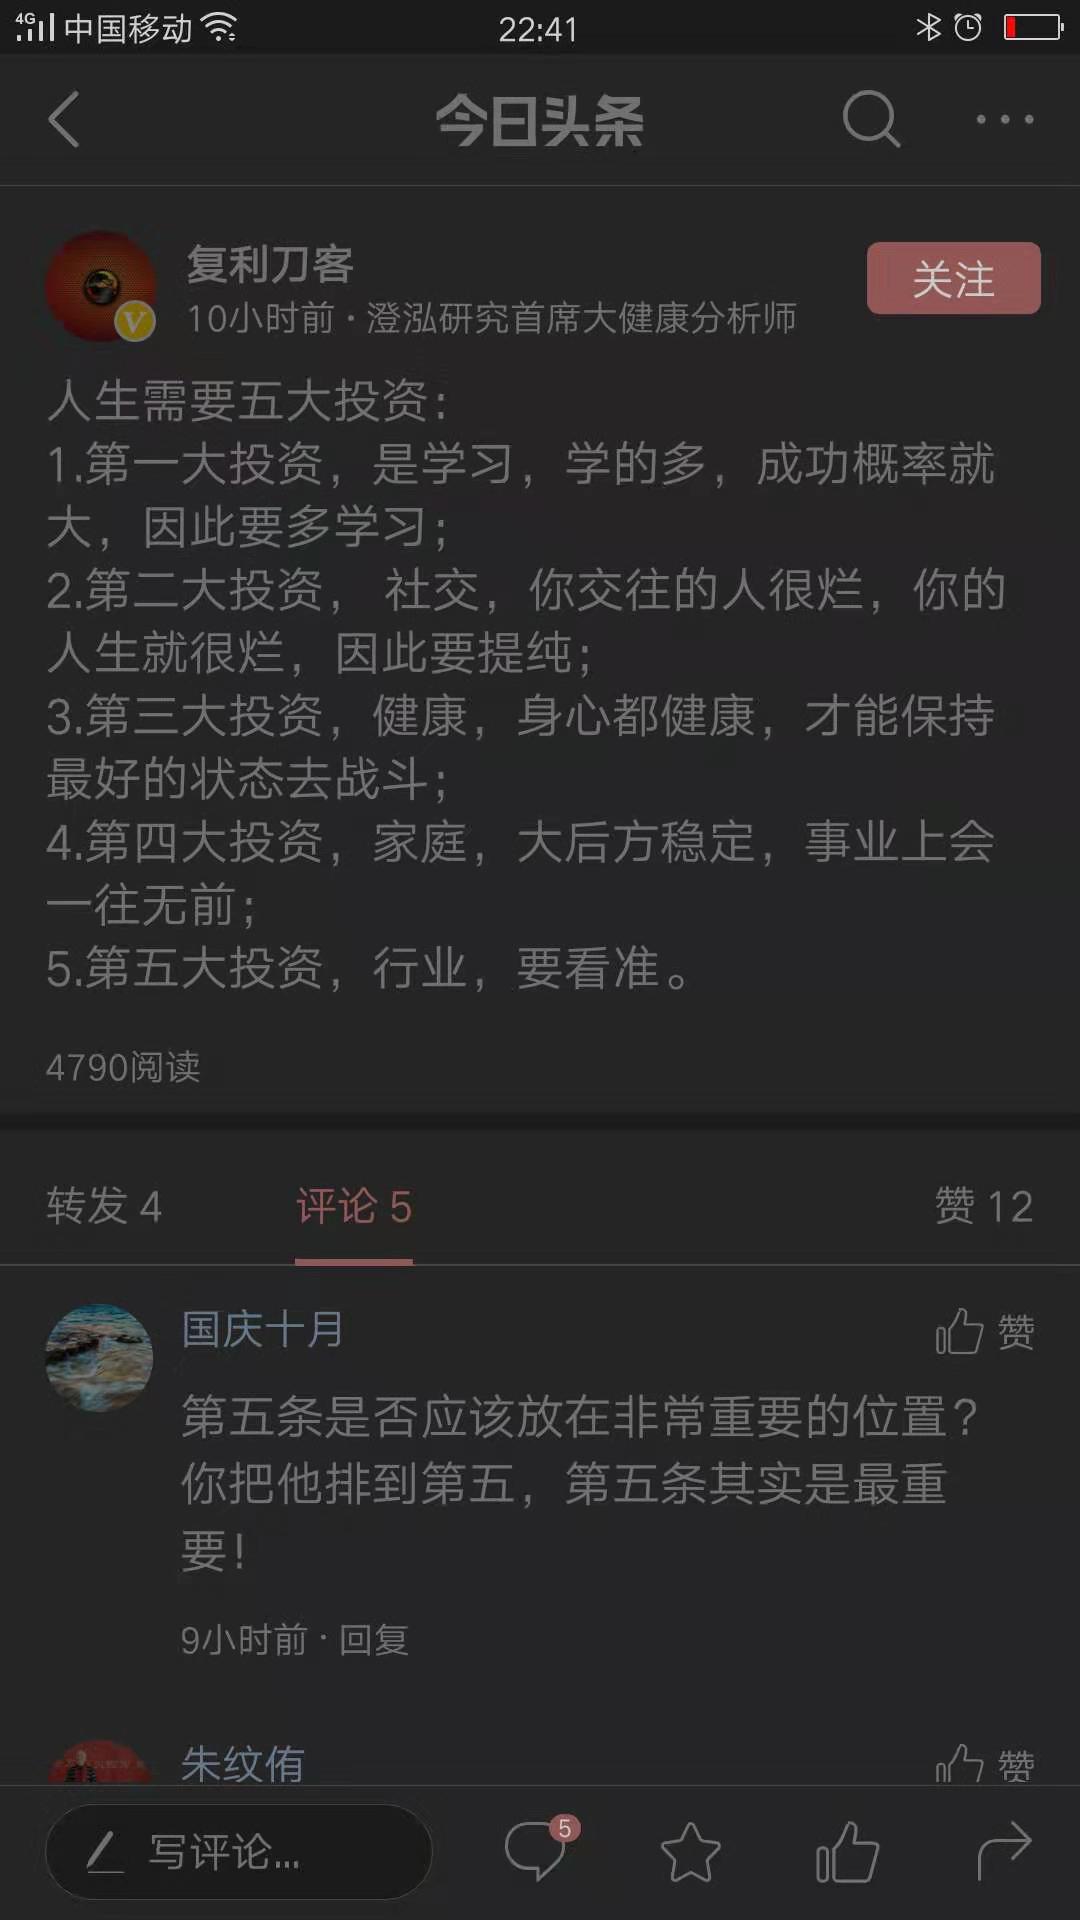 4G 中国移动 22:41
今日头条
复利刀客
关注
10小时前 · 澄泓研究首席大健康分析师
人生需要五大投资：
1.第一大投资，是学习，学的多，成功概率就
大，因此要多学习；
2.第二大投资， 社交，你交往的人很烂，你的
人生就很烂，因此要提纯；
3.第三大投资，健康，身心都健康，才能保持
最好的状态去战斗；
4.第四大投资，家庭，大后方稳定，事业上会
一往无前；
5.第五大投资，行业，要看准。
4790阅读
转发 4 评论 5 赞 12
国庆十月 赞
第五条是否应该放在非常重要的位置？
你把他排到第五，第五条其实是最重
要！
9小时前 · 回复
朱纹侑 赞
写评论... 5